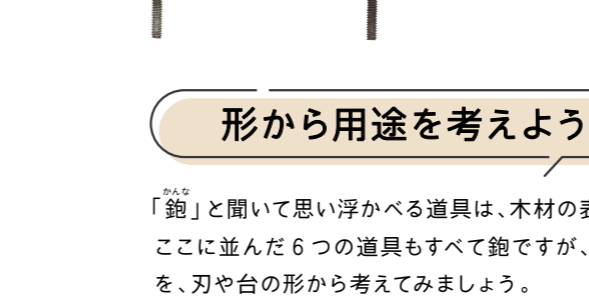 形から用途を考えよう
かんな
「鉋」と聞いて思い浮かべる道具は、木材の表
ここに並んだ6つの道具もすべて鉋ですが、
を、刃や台の形から考えてみましょう。